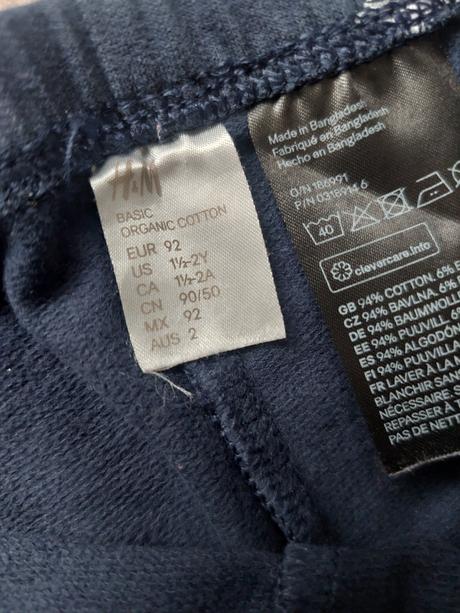 H&M
BASIC
ORGANIC COTTON
EUR 92
US 1½-2Y
CA 1½-2A
CN 90/50
MX 92
AUS 2
Made in Bangladesh
Fabriqué en Bangladesh
Hecho en Bangladesh
O/N 186991
P/N 0318914 6
40
clevercare.info
GB 94% COTTON, 6% E
CZ 94% BAVLNA, 6%
DE 94% BAUMWOLLE
EE 94% PUUVILL, 6%
ES 94% ALGODÓN
FI 94% PUUVILLA
FR LAVER À LA M
BLANCHIR SAN
NÉCESSAIRE. S
REPASSER À T
PAS DE NETT